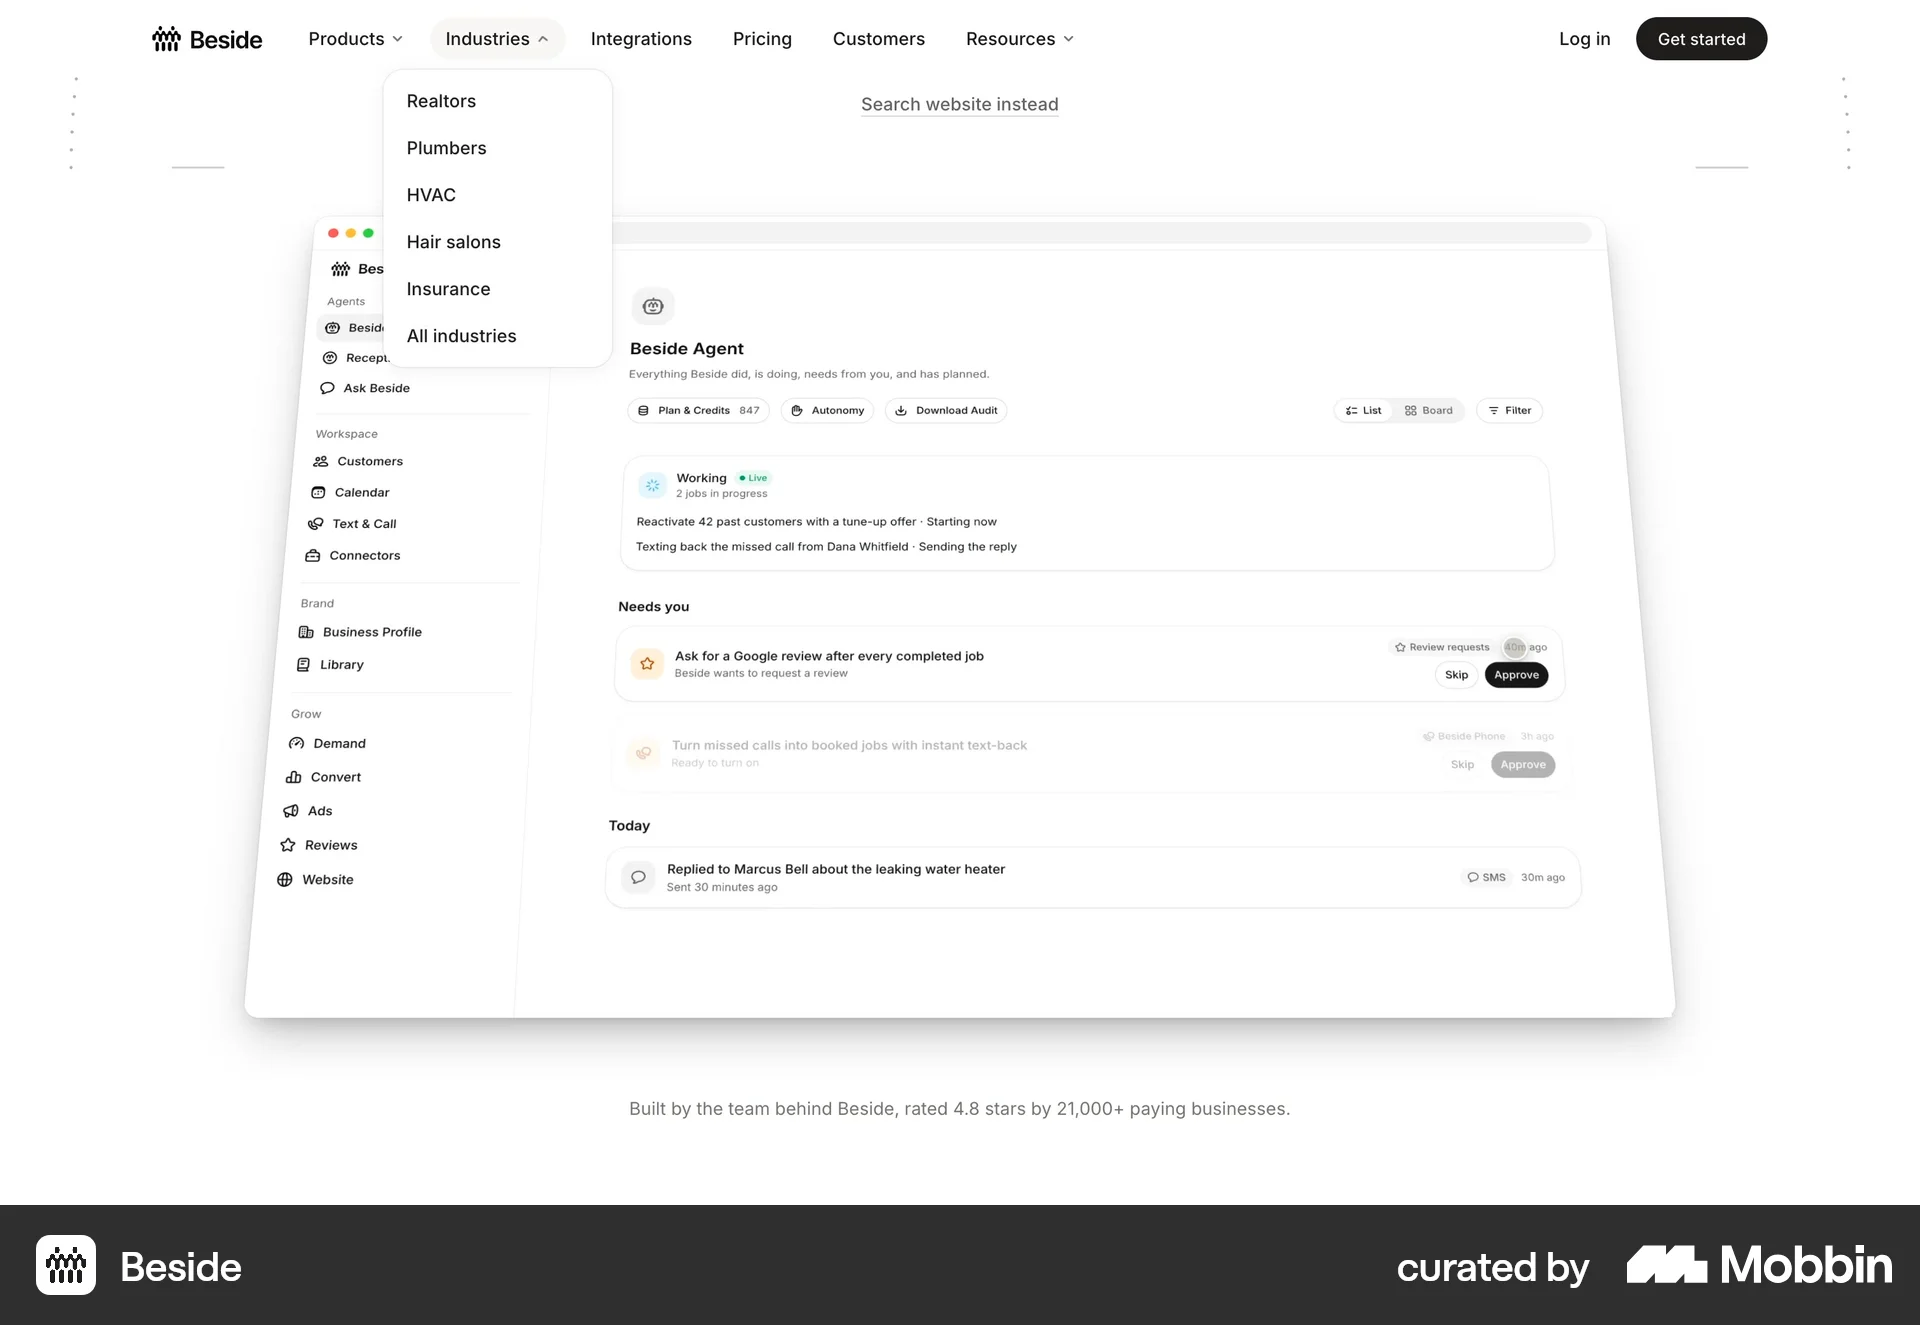 Beside
Products
Industries
Integrations
Pricing
Customers
Resources
Log in
Get started
Realtors
Plumbers
HVAC
Hair salons
Insurance
All industries
Search website instead
Agents
Ask Beside
Workspace
Customers
Calendar
Text & Call
Connectors
Brand
Business Profile
Library
Grow
Demand
Convert
Ads
Reviews
Website
Beside Agent
Everything Beside did, is doing, needs from you, and has planned.
Plan & Credits 847
Autonomy
Download Audit
List
Board
Filter
Working Live
2 jobs in progress
Reactivate 42 past customers with a tune-up offer · Starting now
Texting back the missed call from Dana Whitfield · Sending the reply
Needs you
Ask for a Google review after every completed job
Beside wants to request a review
Review requests 40m ago
Skip
Approve
Turn missed calls into booked jobs with instant text-back
Ready to turn on
Beside Phone 3h ago
Skip
Approve
Today
Replied to Marcus Bell about the leaking water heater
Sent 30 minutes ago
SMS 30m ago
Built by the team behind Beside, rated 4.8 stars by 21,000+ paying businesses.
Beside
curated by Mobbin